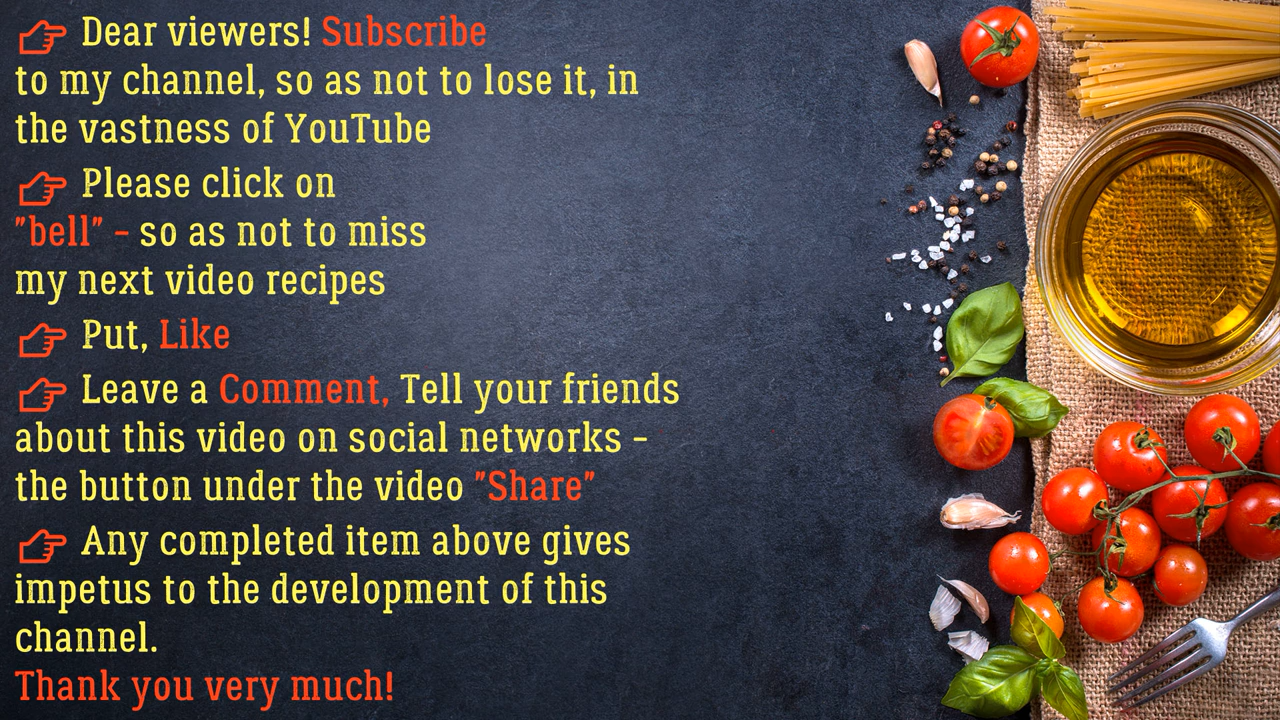 Dear viewers! Subscribe
to my channel, so as not to lose it, in
the vastness of YouTube
Please click on
"bell" - so as not to miss
my next video recipes
Put, Like
Leave a Comment, Tell your friends
about this video on social networks -
the button under the video "Share"
Any completed item above gives
impetus to the development of this
channel.
Thank you very much!